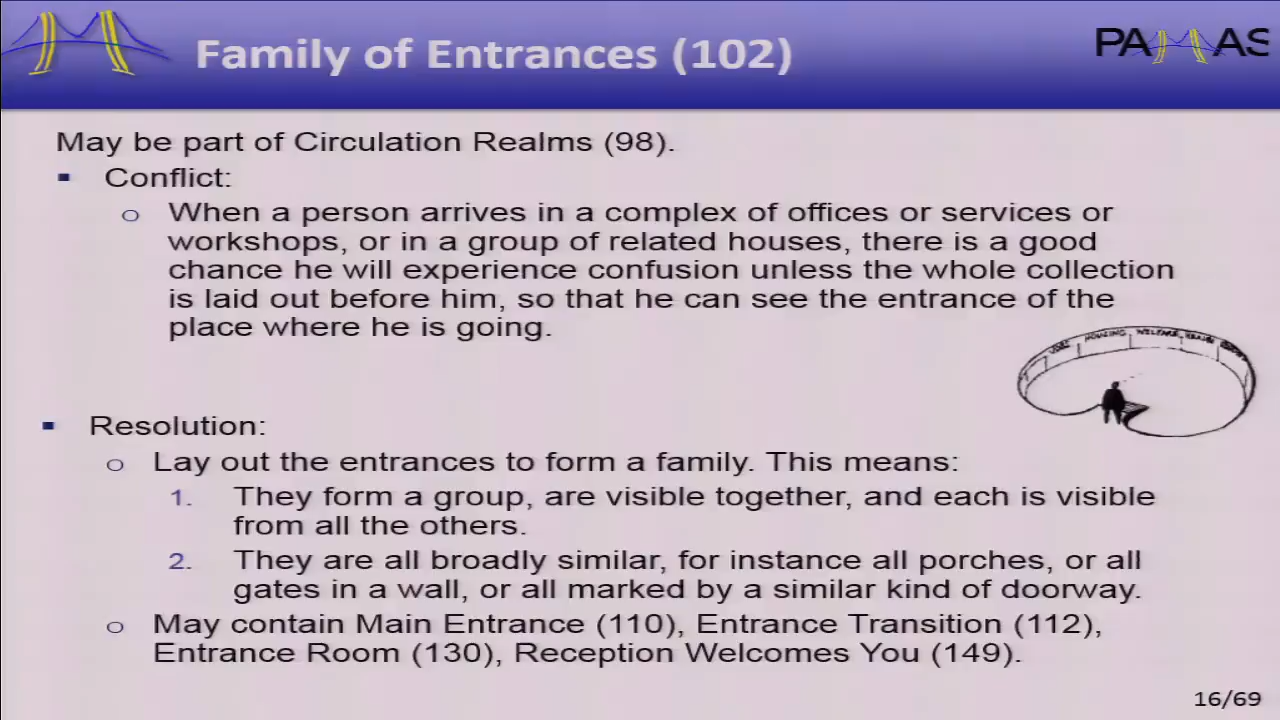 Family of Entrances (102)
PAMAS
May be part of Circulation Realms (98).
▪ Conflict:
o When a person arrives in a complex of offices or services or
workshops, or in a group of related houses, there is a good
chance he will experience confusion unless the whole collection
is laid out before him, so that he can see the entrance of the
place where he is going.
HOUSING WELFARE
▪ Resolution:
o Lay out the entrances to form a family. This means:
1. They form a group, are visible together, and each is visible
from all the others.
2. They are all broadly similar, for instance all porches, or all
gates in a wall, or all marked by a similar kind of doorway.
o May contain Main Entrance (110), Entrance Transition (112),
Entrance Room (130), Reception Welcomes You (149).
16/69